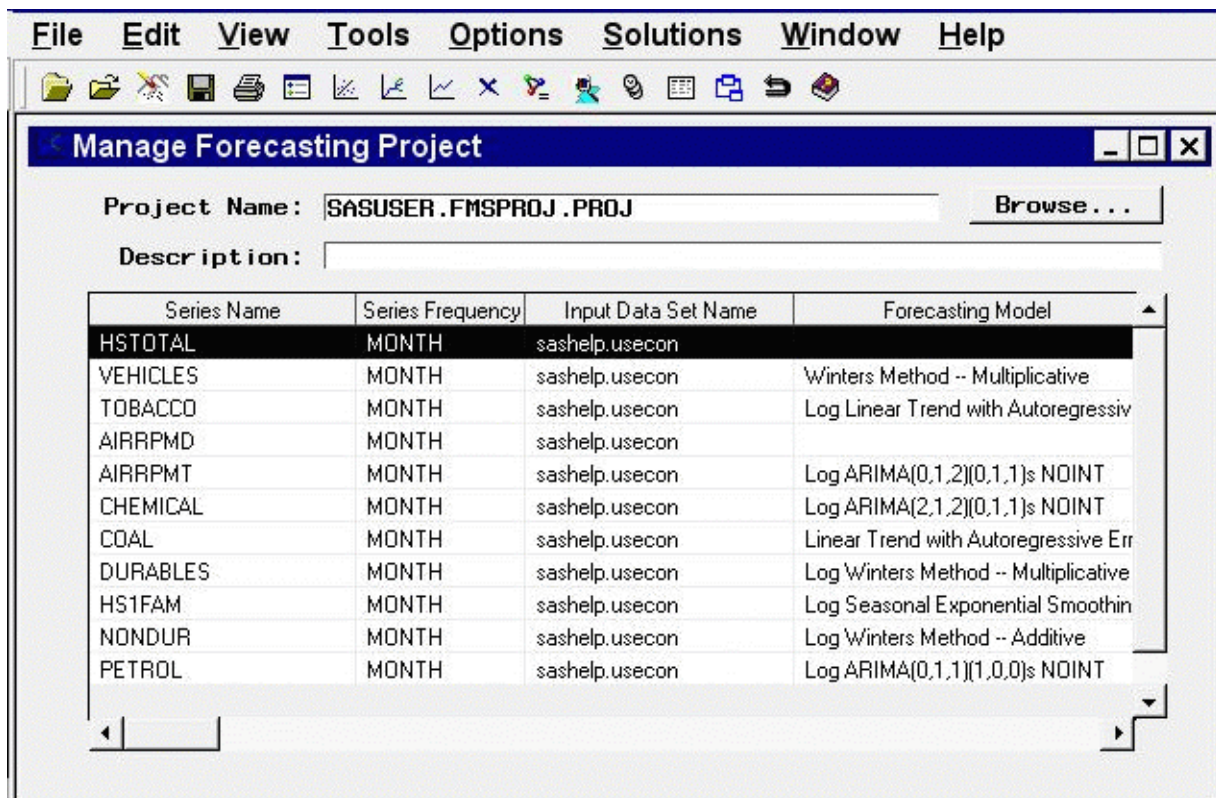 File Edit View Tools Options Solutions Window Help
Manage Forecasting Project
Project Name: SASUSER.FMSPROJ.PROJ Browse...
Description:
Series Name Series Frequency Input Data Set Name Forecasting Model
HSTOTAL MONTH sashelp.usecon
VEHICLES MONTH sashelp.usecon Winters Method -- Multiplicative
TOBACCO MONTH sashelp.usecon Log Linear Trend with Autoregressiv
AIRRPMD MONTH sashelp.usecon
AIRRPMT MONTH sashelp.usecon Log ARIMA(0,1,2)(0,1,1)s NOINT
CHEMICAL MONTH sashelp.usecon Log ARIMA(2,1,2)(0,1,1)s NOINT
COAL MONTH sashelp.usecon Linear Trend with Autoregressive Err
DURABLES MONTH sashelp.usecon Log Winters Method -- Multiplicative
HS1FAM MONTH sashelp.usecon Log Seasonal Exponential Smoothin
NONDUR MONTH sashelp.usecon Log Winters Method -- Additive
PETROL MONTH sashelp.usecon Log ARIMA(0,1,1)(1,0,0)s NOINT